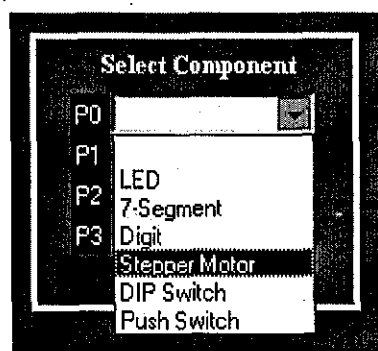 Select Component
P0
P1
LED
P2
7-Segment
P3 Digit
Stepper Motor
DIP Switch
Push Switch